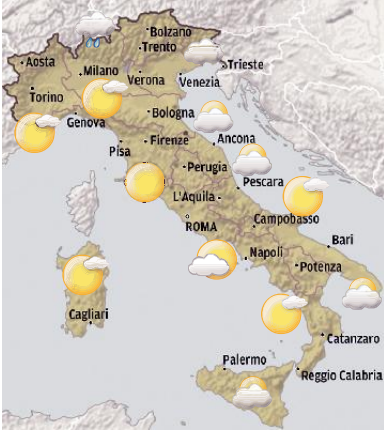 Bolzano
Trento
Aosta
Trieste
Milano
Verona
Venezia
Torino
Bologna
Genova
Ancona
Firenze
Pisa
Perugia
Pescara
L'Aquila
Campobasso
ROMA
Bari
Napoli
Potenza
Cagliari
Catanzaro
Palermo
Reggio Calabria